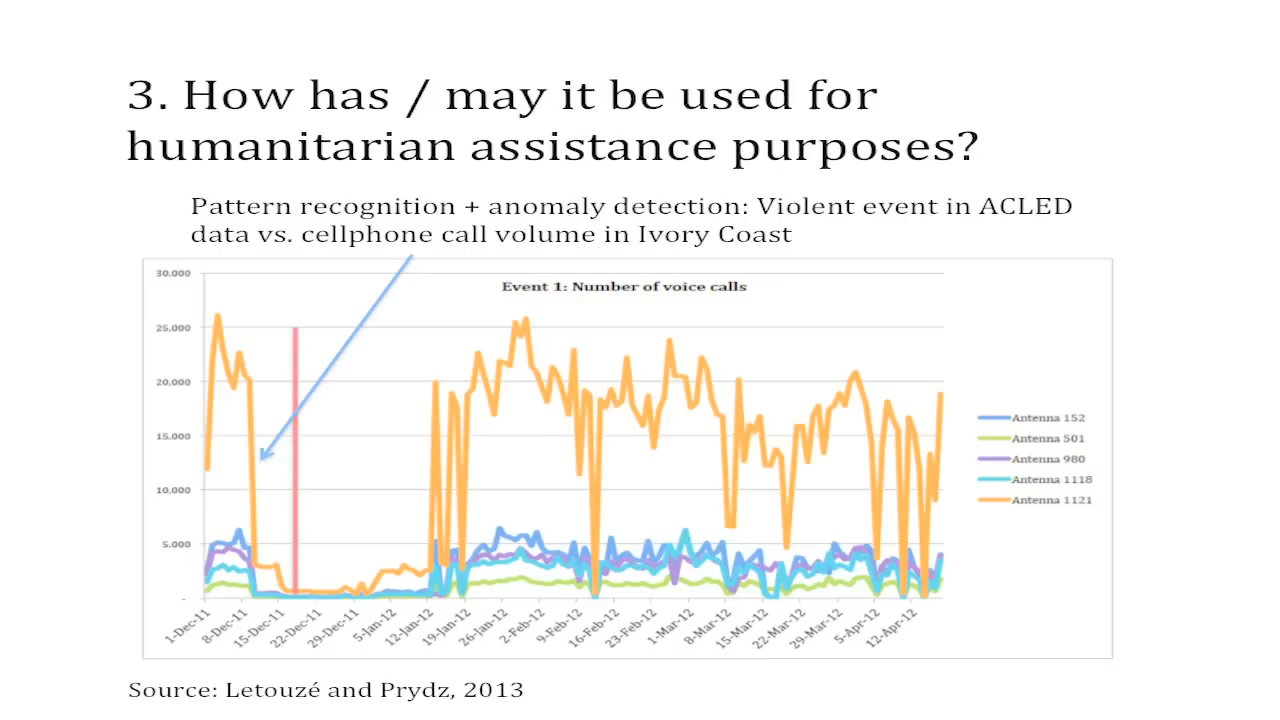 3. How has / may it be used for
humanitarian assistance purposes?
Pattern recognition + anomaly detection: Violent event in ACLED
data vs. cellphone call volume in Ivory Coast
Event 1: Number of voice calls
30.000
25.000
20,000
15.000
10,000
5.000
-
1-Dec-11
8-Dec-11
15-Dec-11
22-Dec-11
29-Dec-11
5-Jan-12
12-Jan-12
19-Jan-12
26-Jan-12
2-Feb-12
9-Feb-12
16-Feb-12
23-Feb-12
1-Mar-12
8-Mar-12
15-Mar-12
22-Mar-12
29-Mar-12
5-Apr-12
12-Apr-12
Antenna 152
Antenna 501
Antenna 980
Antenna 1118
Antenna 1121
Source: Letouzé and Prydz, 2013